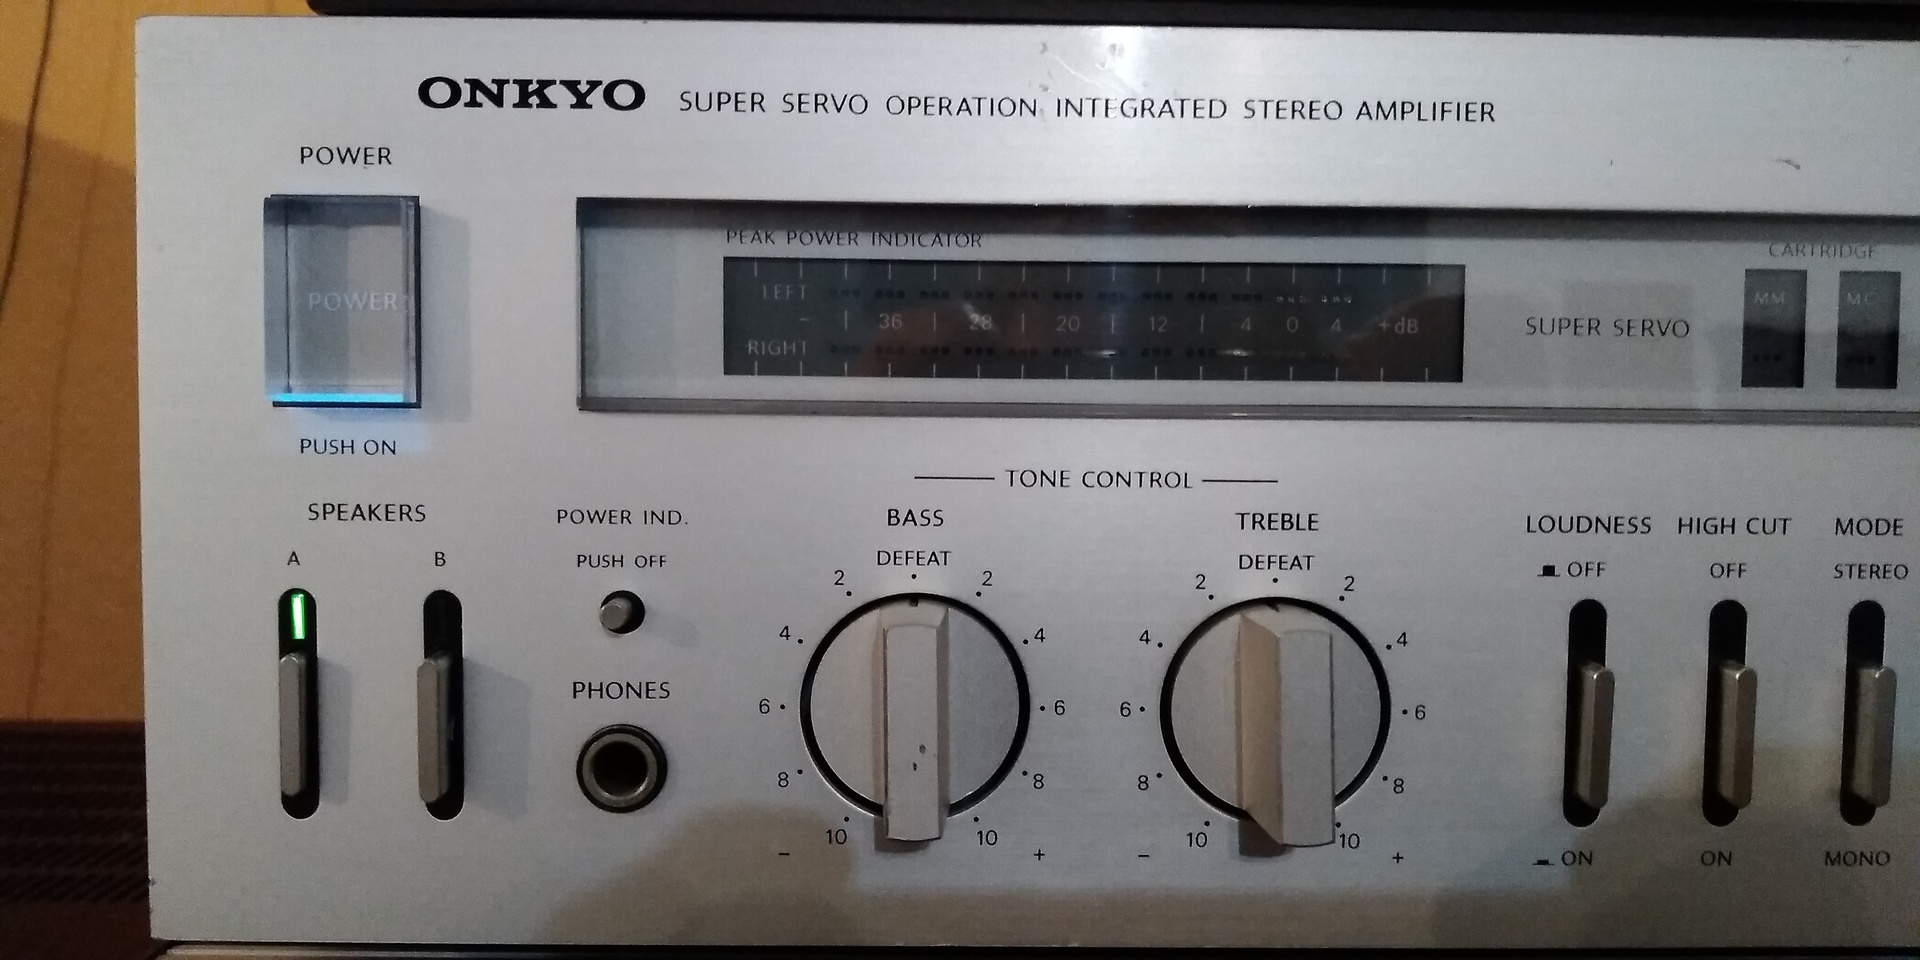 ONKYO SUPER SERVO OPERATION INTEGRATED STEREO AMPLIFIER
POWER
POWER
PUSH ON
PEAK POWER INDICATOR
LEFT
- 36 28 20 12 4 0 4 +dB
RIGHT
SUPER SERVO
CARTRIDGE
MM MC
SPEAKERS
A B
POWER IND.
PUSH OFF
PHONES
TONE CONTROL
BASS
DEFEAT
2 2
4 4
6 6
8 8
10 10
- +
TREBLE
DEFEAT
2 2
4 4
6 6
8 8
10 10
- +
LOUDNESS
OFF
ON
HIGH CUT
OFF
ON
MODE
STEREO
MONO